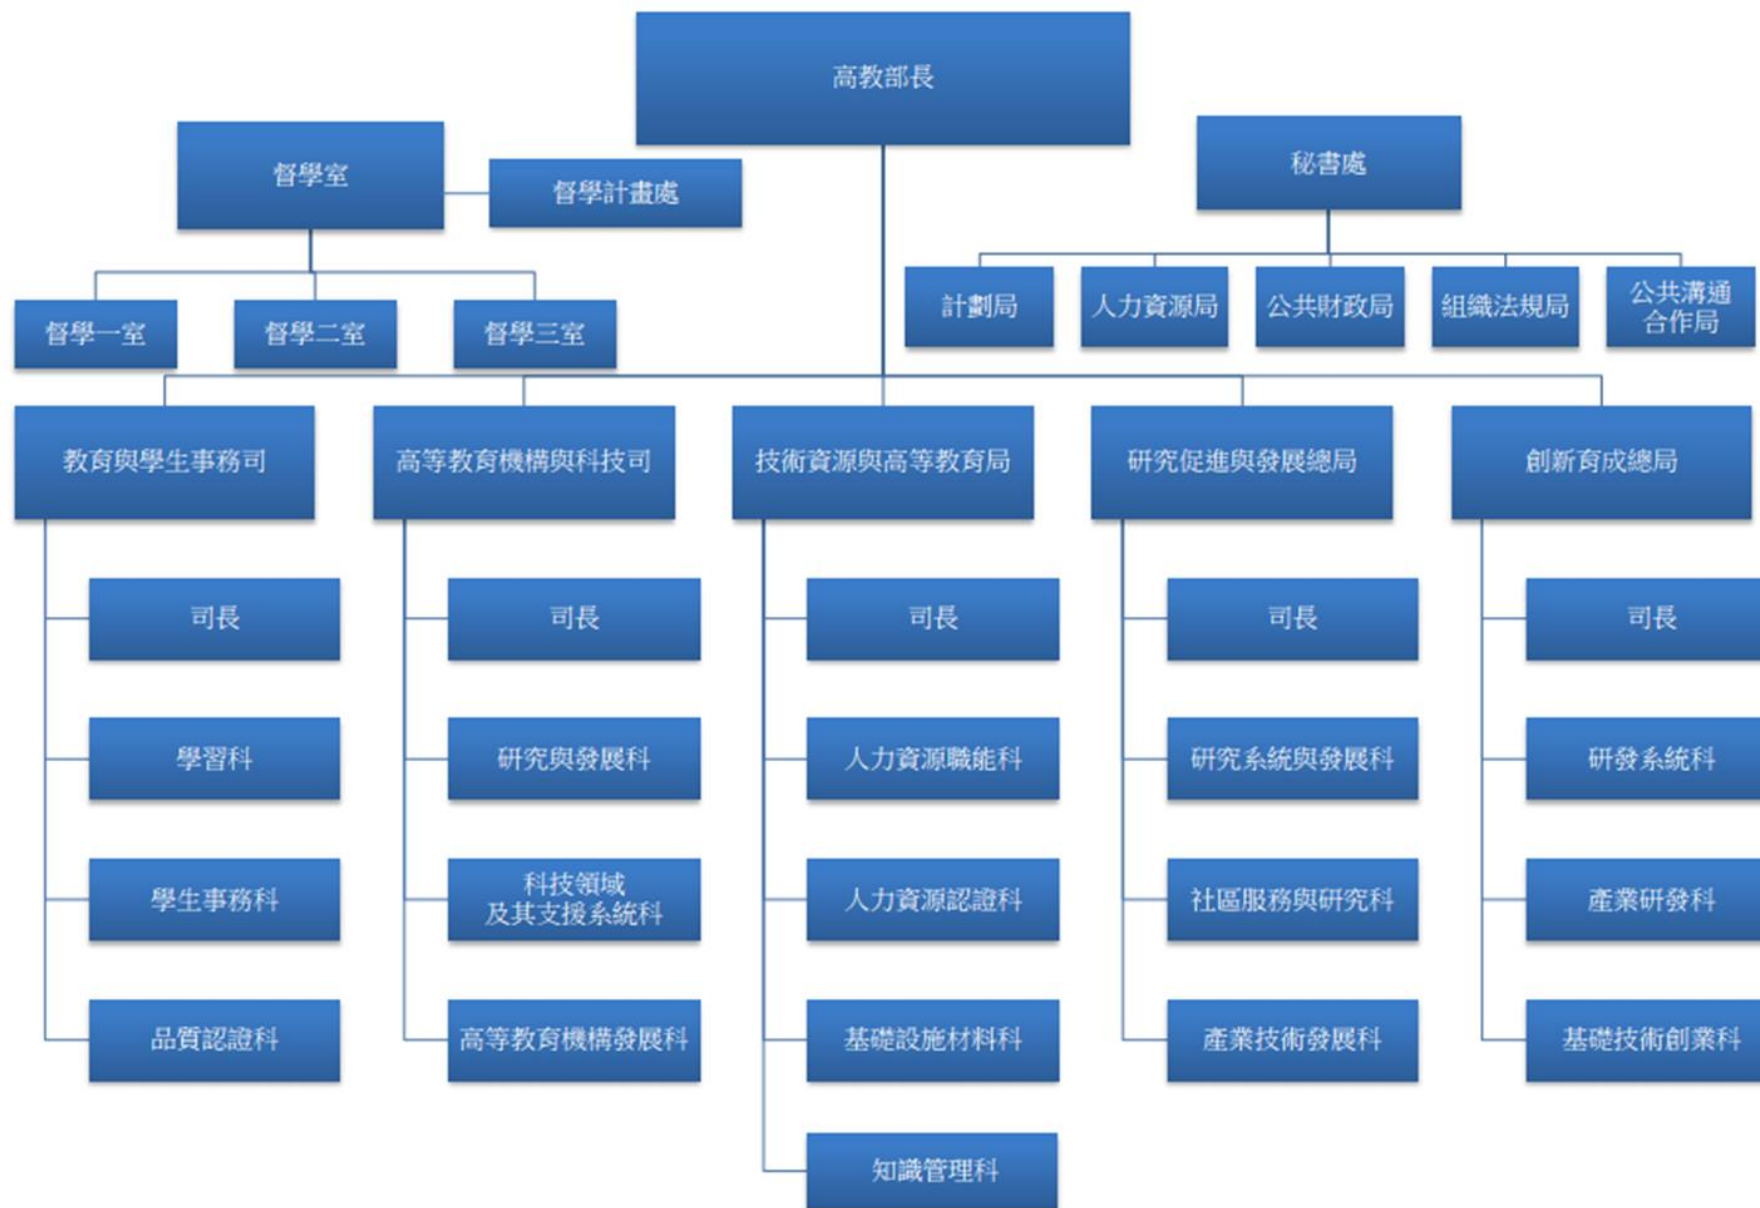 高教部長
督學室
督學計畫處
秘書處
督學一室
督學二室
督學三室
計劃局
人力資源局
公共財政局
組織法規局
公共溝通
合作局
教育與學生事務司
高等教育機構與科技司
技術資源與高等教育局
研究促進與發展總局
創新育成總局
司長
司長
司長
司長
司長
學習科
研究與發展科
人力資源職能科
研究系統與發展科
研發系統科
學生事務科
科技領域
及其支援系統科
人力資源認證科
社區服務與研究科
產業研發科
品質認證科
高等教育機構發展科
基礎設施材料科
產業技術發展科
基礎技術創業科
知識管理科